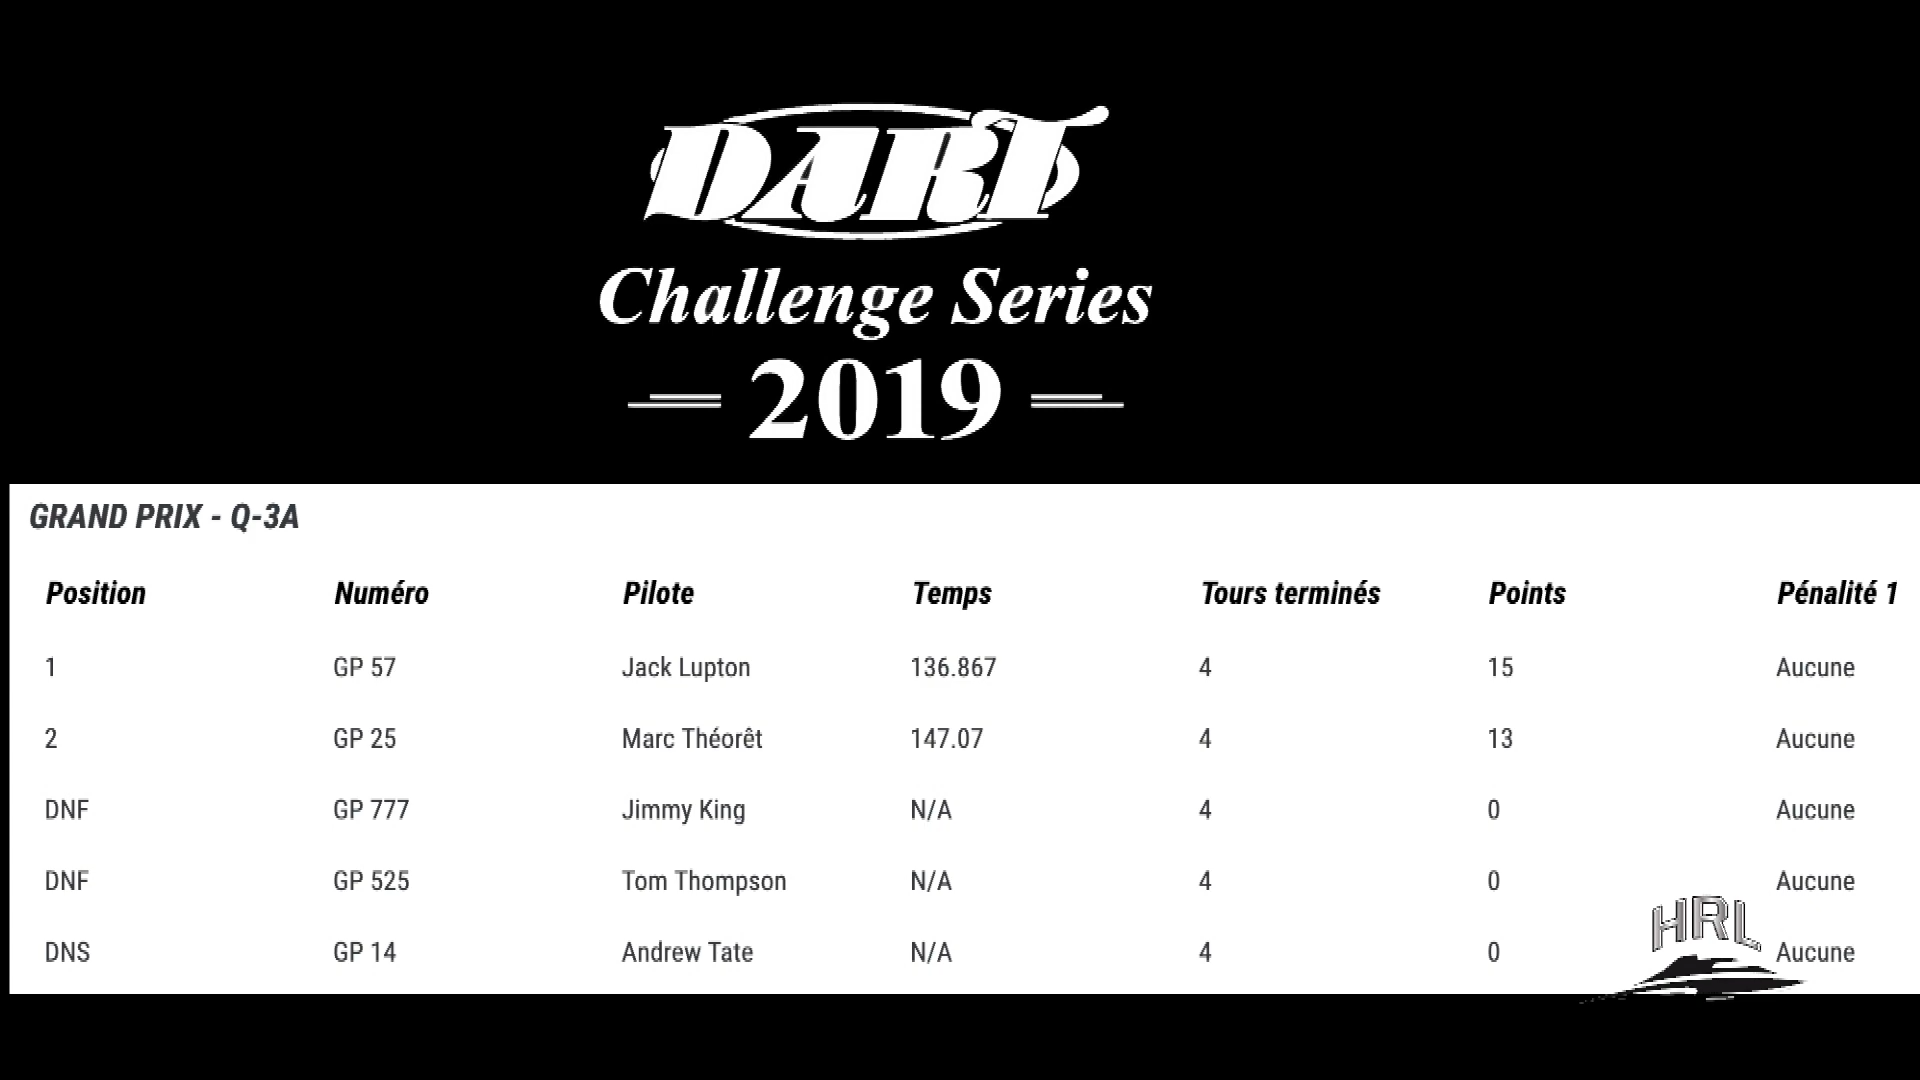 DART
Challenge Series
2019
GRAND PRIX - Q-3A
Position Numéro Pilote Temps Tours terminés Points Pénalité 1
1 GP 57 Jack Lupton 136.867 4 15 Aucune
2 GP 25 Marc Théorêt 147.07 4 13 Aucune
DNF GP 777 Jimmy King N/A 4 0 Aucune
DNF GP 525 Tom Thompson N/A 4 0 Aucune
DNS GP 14 Andrew Tate N/A 4 0 Aucune
HRL